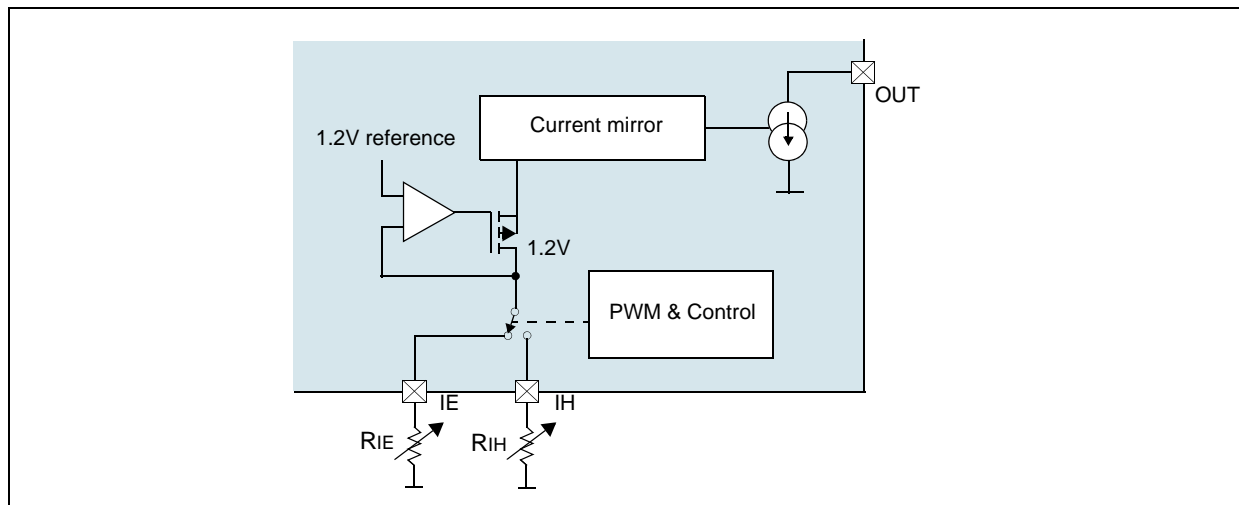 OUT
Current mirror
1.2V reference
1.2V
PWM & Control
IE
IH
RIE
RIH